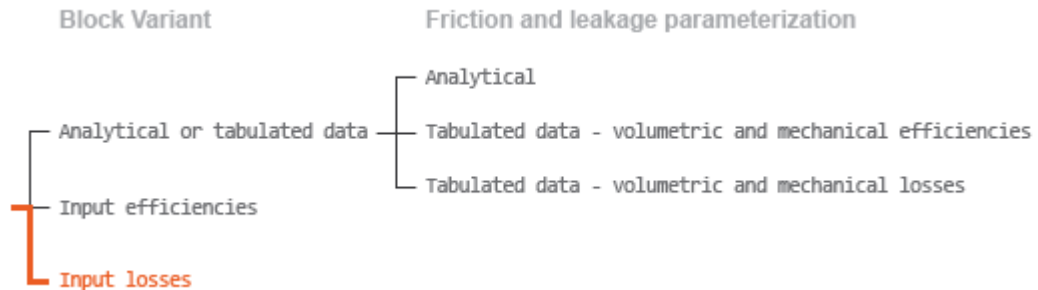 Block Variant
Friction and leakage parameterization
Analytical
Analytical or tabulated data
Tabulated data - volumetric and mechanical efficiencies
Tabulated data - volumetric and mechanical losses
Input efficiencies
Input losses